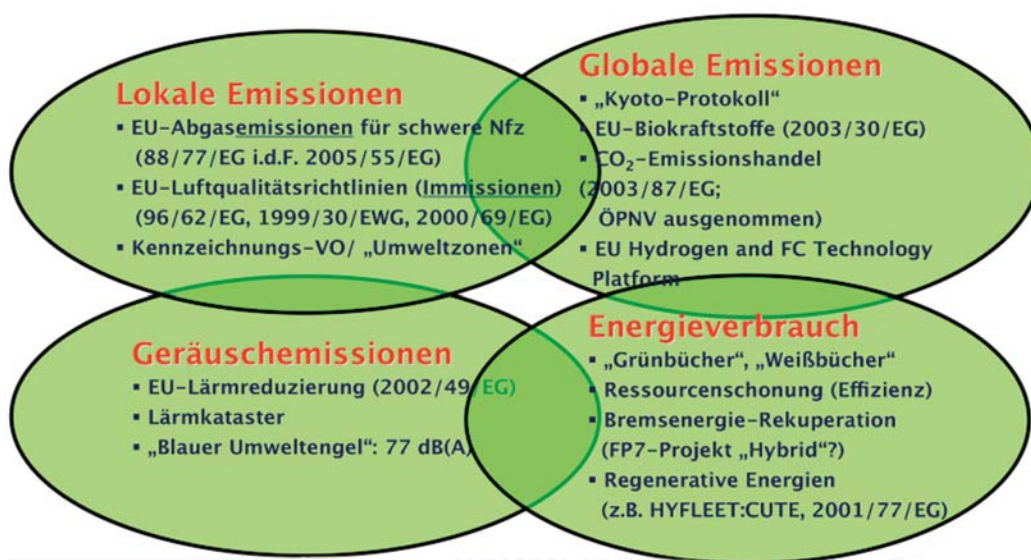 Lokale Emissionen
▪ EU-Abgasemissionen für schwere Nfz
(88/77/EG i.d.F. 2005/55/EG)
▪ EU-Luftqualitätsrichtlinien (Immissionen)
(96/62/EG, 1999/30/EWG, 2000/69/EG)
▪ Kennzeichnungs-VO/ „Umweltzonen“
Globale Emissionen
▪ „Kyoto-Protokoll“
▪ EU-Biokraftstoffe (2003/30/EG)
▪ CO₂-Emissionshandel
(2003/87/EG;
ÖPNV ausgenommen)
▪ EU Hydrogen and FC Technology
Platform
Geräuschemissionen
▪ EU-Lärmreduzierung (2002/49/EG)
▪ Lärmkataster
▪ „Blauer Umweltengel“: 77 dB(A)
Energieverbrauch
▪ „Grünbücher“, „Weißbücher“
▪ Ressourcenschonung (Effizienz)
▪ Bremsenergie-Rekuperation
(FP7-Projekt „Hybrid“?)
▪ Regenerative Energien
(z.B. HYFLEET:CUTE, 2001/77/EG)